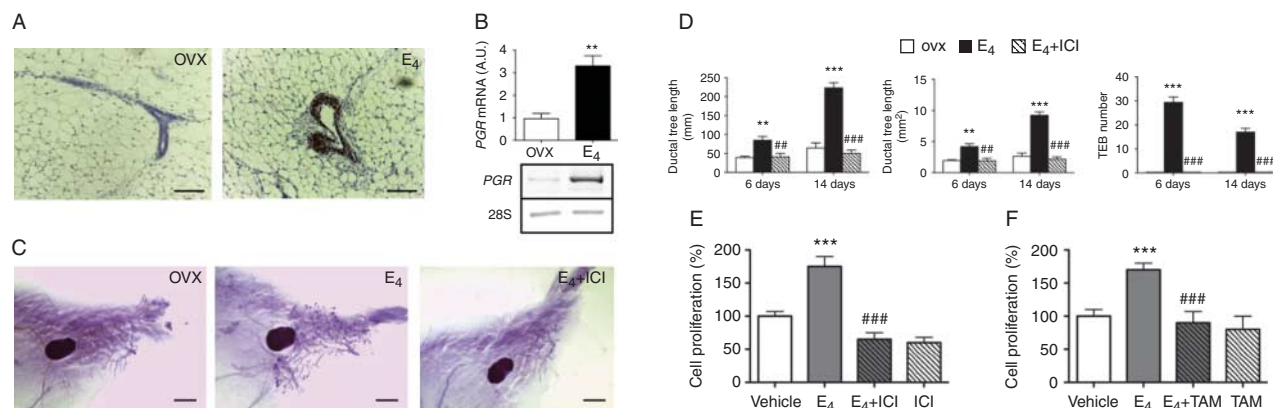 A
OVX
E4
B
PGR mRNA (A.U.)
4
3
2
1
0
**
OVX
E4
PGR
28S
C
OVX
E4
E4+ICI
D
ovx
E4
E4+ICI
Ductal tree length
(mm)
250
200
150
100
50
0
**
##
***
###
6 days
14 days
Ductal tree length
(mm2)
15
10
5
0
**
##
***
###
6 days
14 days
TEB number
40
30
20
10
0
***
###
***
###
6 days
14 days
E
Cell proliferation (%)
200
150
100
50
0
***
###
Vehicle
E4
E4+ICI
ICI
F
Cell proliferation (%)
200
150
100
50
0
***
###
Vehicle
E4
E4+TAM
TAM